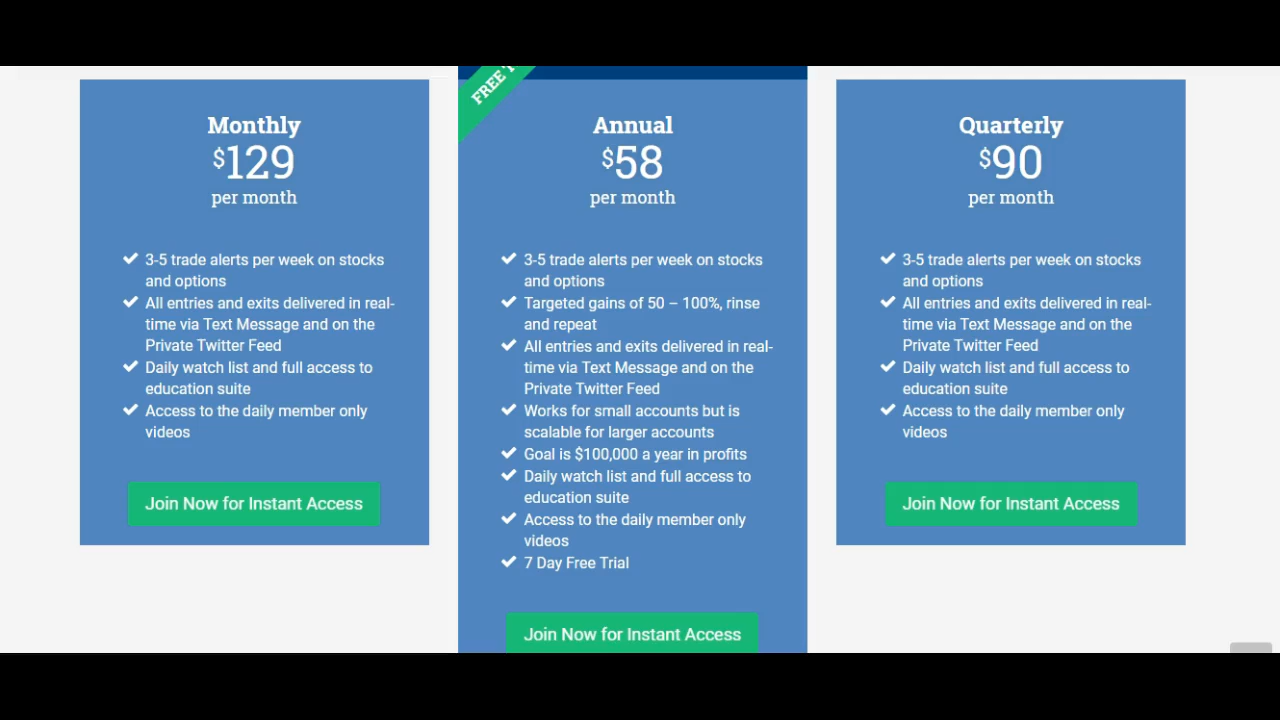 Monthly
$129
per month
3-5 trade alerts per week on stocks
and options
All entries and exits delivered in real-
time via Text Message and on the
Private Twitter Feed
Daily watch list and full access to
education suite
Access to the daily member only
videos
Join Now for Instant Access
FREE
Annual
$58
per month
3-5 trade alerts per week on stocks
and options
Targeted gains of 50 – 100%, rinse
and repeat
All entries and exits delivered in real-
time via Text Message and on the
Private Twitter Feed
Works for small accounts but is
scalable for larger accounts
Goal is $100,000 a year in profits
Daily watch list and full access to
education suite
Access to the daily member only
videos
7 Day Free Trial
Join Now for Instant Access
Quarterly
$90
per month
3-5 trade alerts per week on stocks
and options
All entries and exits delivered in real-
time via Text Message and on the
Private Twitter Feed
Daily watch list and full access to
education suite
Access to the daily member only
videos
Join Now for Instant Access